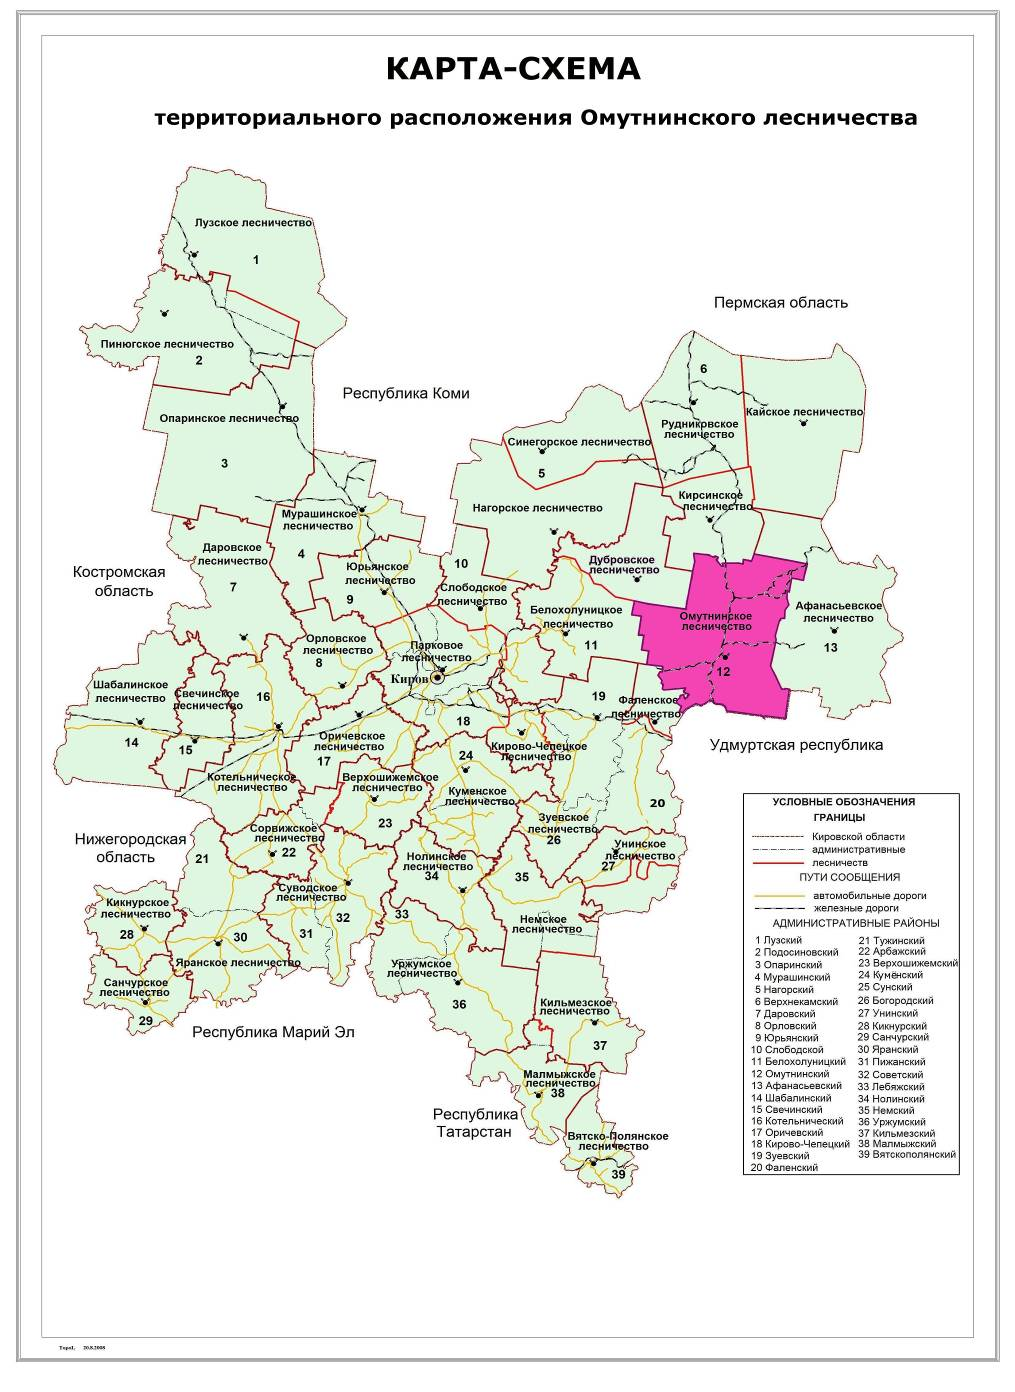 КАРТА-СХЕМА
территориального расположения Омутнинского лесничества
Лузское лесничество
1
Пермская область
Пинюгское лесничество
2
6
Республика Коми
Кайское лесничество
Опаринское лесничество
Рудниковское
лесничество
Синегорское лесничество
3
5
Кирсинское
лесничество
Нагорское лесничество
Мурашинское
лесничество
4
Даровское
лесничество
7
Юрьянское
лесничество
9
10
Слободское
лесничество
Дубровское
лесничество
Костромская
область
Белохолуницкое
лесничество
11
Омутнинское
лесничество
12
Афанасьевское
лесничество
13
Орловское
лесничество
8
Парковое
лесничество
Киров
Шабалинское
лесничество
14
Свечинское
лесничество
15
16
19
Фаленское
лесничество
18
Оричевское
лесничество
17
Кирово-Чепецкое
лесничество
24
Удмуртская республика
Котельническое
лесничество
Верхошижемское
лесничество
23
Куменское
лесничество
20
Зуевское
лесничество
26
Сорвижское
лесничество
22
Нижегородская
область
21
Унинское
лесничество
27
Нолинское
лесничество
34
35
Суводское
лесничество
32
Кикнурское
лесничество
28
33
Немское
лесничество
31
30
Яранское лесничество
Уржумское
лесничество
36
Санчурское
лесничество
29
Республика Марий Эл
Кильмезское
лесничество
37
Малмыжское
лесничество
38
Республика
Татарстан
Вятско-Полянское
лесничество
39
УСЛОВНЫЕ ОБОЗНАЧЕНИЯ
ГРАНИЦЫ
Кировской области
административные
лесничеств
ПУТИ СООБЩЕНИЯ
автомобильные дороги
железные дороги
АДМИНИСТРАТИВНЫЕ РАЙОНЫ
1 Лузский
2 Подосиновский
3 Опаринский
4 Мурашинский
5 Нагорский
6 Верхнекамский
7 Даровский
8 Орловский
9 Юрьянский
10 Слободской
11 Белохолуницкий
12 Омутнинский
13 Афанасьевский
14 Шабалинский
15 Свечинский
16 Котельнический
17 Оричевский
18 Кирово-Чепецкий
19 Зуевский
20 Фаленский
21 Тужинский
22 Арбажский
23 Верхошижемский
24 Кумёнский
25 Сунский
26 Богородский
27 Унинский
28 Кикнурский
29 Санчурский
30 Яранский
31 Пижанский
32 Советский
33 Лебяжский
34 Нолинский
35 Немский
36 Уржумский
37 Кильмезский
38 Малмыжский
39 Вятскополянский
TopoL 20.8.2008